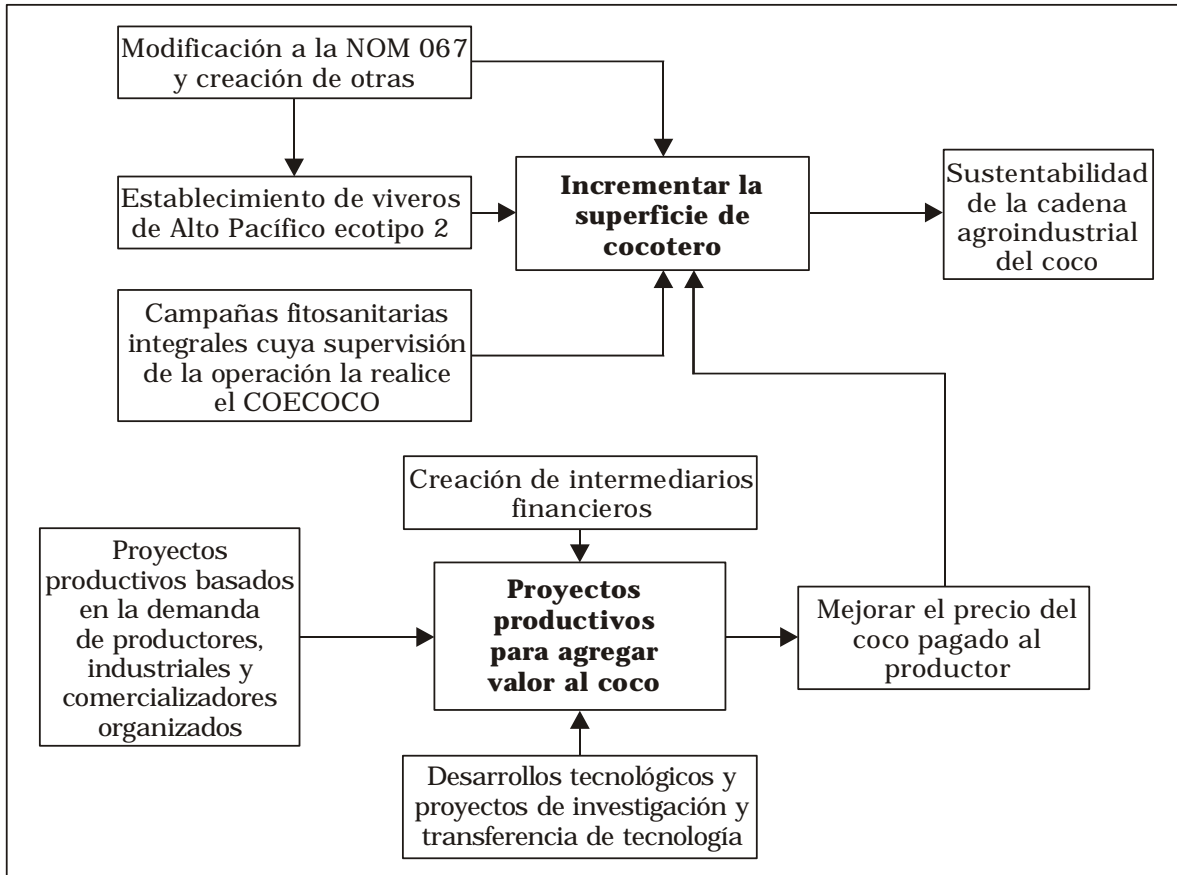 Modificación a la NOM 067
y creación de otras
Establecimiento de viveros
de Alto Pacífico ecotipo 2
Incrementar la
superficie de
cocotero
Sustentabilidad
de la cadena
agroindustrial
del coco
Campañas fitosanitarias
integrales cuya supervisión
de la operación la realice
el COECOCO
Creación de intermediarios
financieros
Proyectos
productivos basados
en la demanda
de productores,
industriales y
comercializadores
organizados
Proyectos
productivos
para agregar
valor al coco
Mejorar el precio del
coco pagado al
productor
Desarrollos tecnológicos y
proyectos de investigación y
transferencia de tecnología